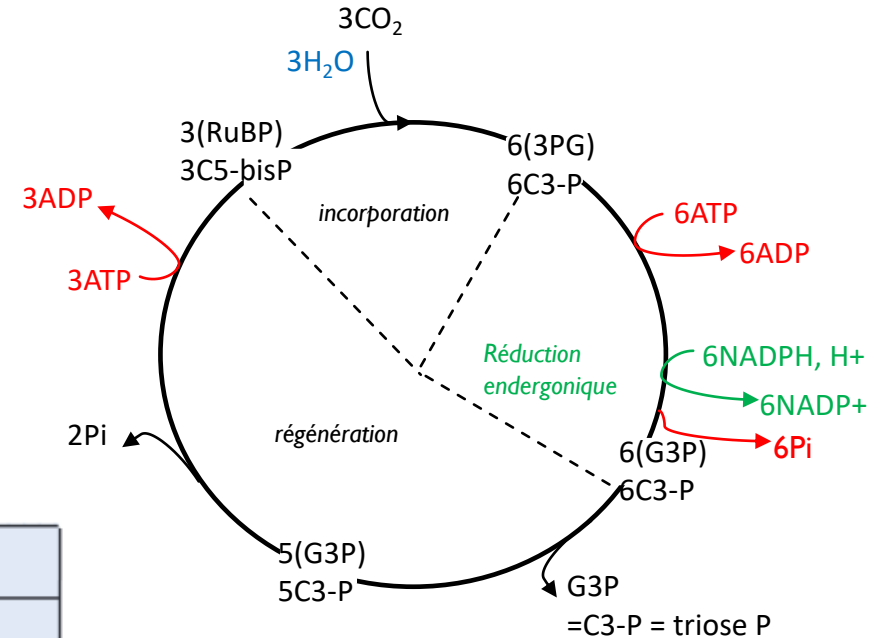 3CO₂
3H₂O
3(RuBP)
3C5-bisP
6(3PG)
6C3-P
3ADP
3ATP
incorporation
6ATP
6ADP
Réduction
endergonique
6NADPH, H+
6NADP+
6Pi
régénération
2Pi
6(G3P)
6C3-P
5(G3P)
5C3-P
G3P
=C3-P = triose P